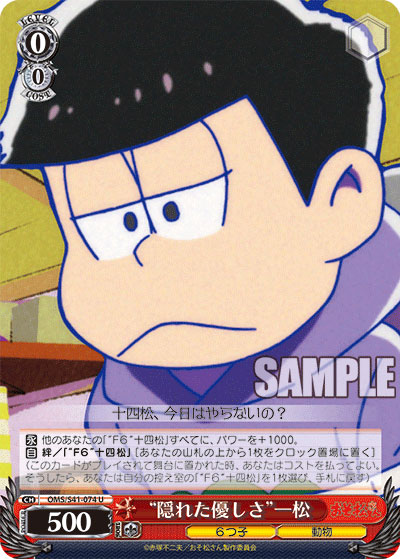 LEVEL
0
0
COST
SAMPLE
十四松、今日はやらないの？
永 他のあなたの「“F6”十四松」すべてに、パワーを＋1000。
自 絆／「“F6”十四松」［あなたの山札の上から1枚をクロック置場に置く］
（このカードがプレイされて舞台に置かれた時、あなたはコストを払ってよい。
そうしたら、あなたは自分の控え室の「“F6”十四松」を1枚選び、手札に戻す）
CH OMS/S41-074 U
500
“隠れた優しさ”一松
6つ子
動物
©赤塚不二夫／おそ松さん製作委員会